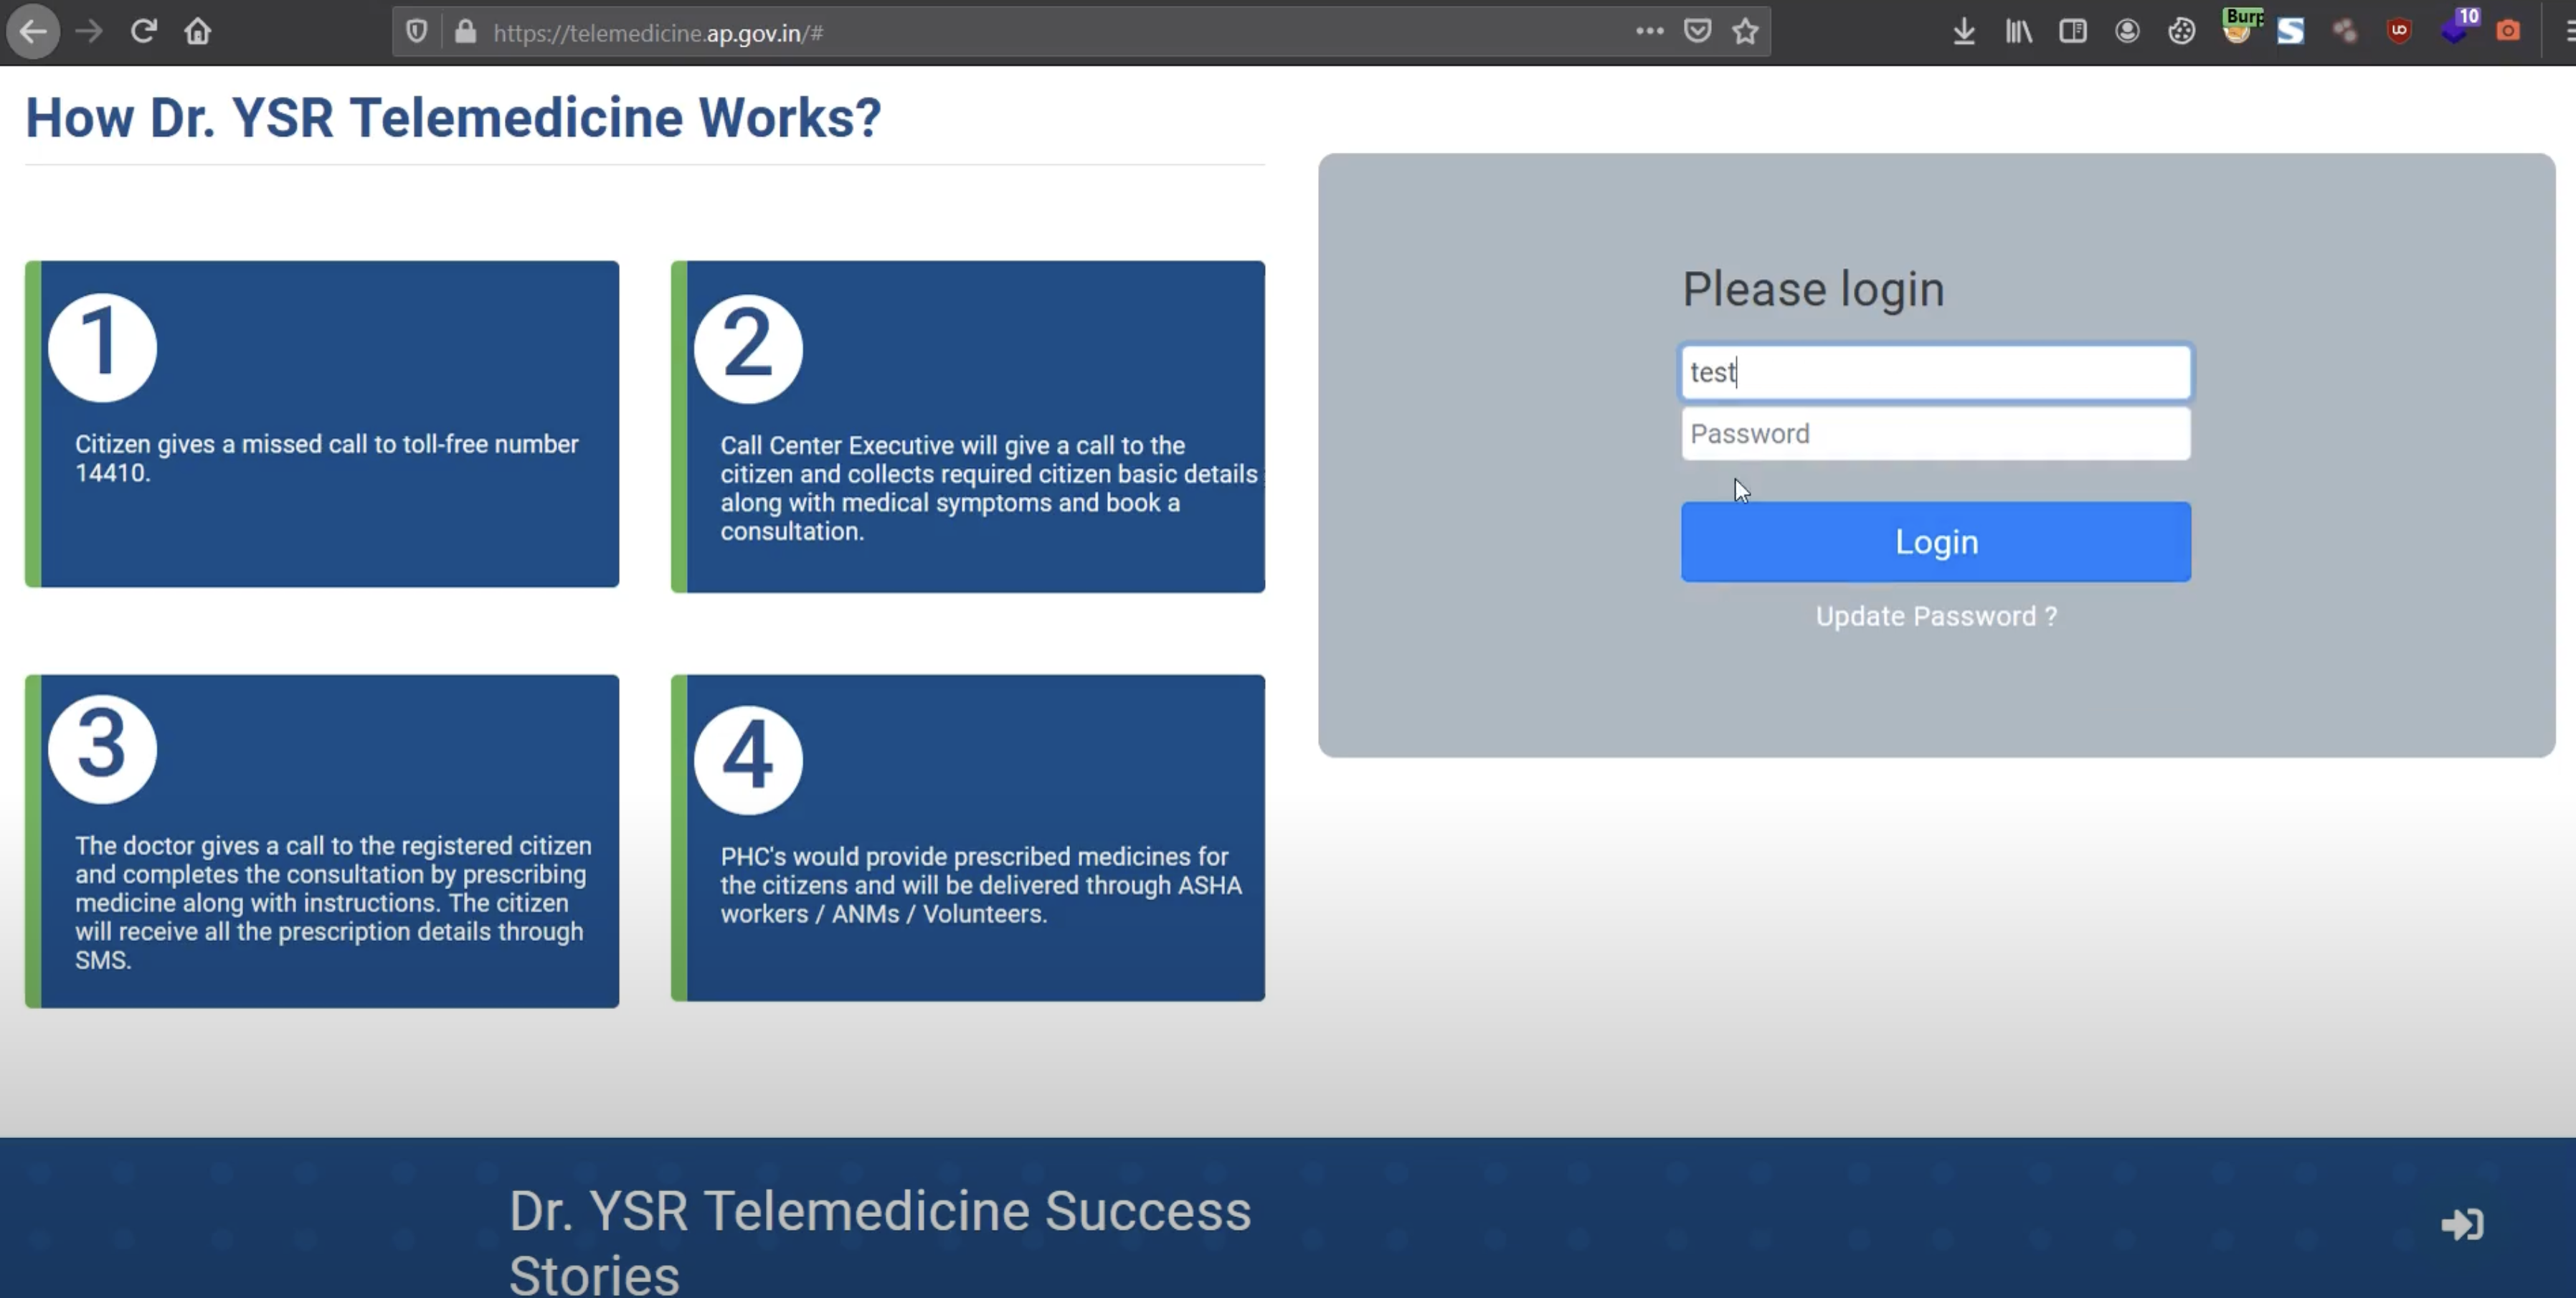 https://telemedicine.ap.gov.in/#
Burp
10
How Dr. YSR Telemedicine Works?
1
Citizen gives a missed call to toll-free number
14410.
2
Call Center Executive will give a call to the
citizen and collects required citizen basic details
along with medical symptoms and book a
consultation.
3
The doctor gives a call to the registered citizen
and completes the consultation by prescribing
medicine along with instructions. The citizen
will receive all the prescription details through
SMS.
4
PHC's would provide prescribed medicines for
the citizens and will be delivered through ASHA
workers / ANMs / Volunteers.
Please login
test
Password
Login
Update Password ?
Dr. YSR Telemedicine Success
Stories